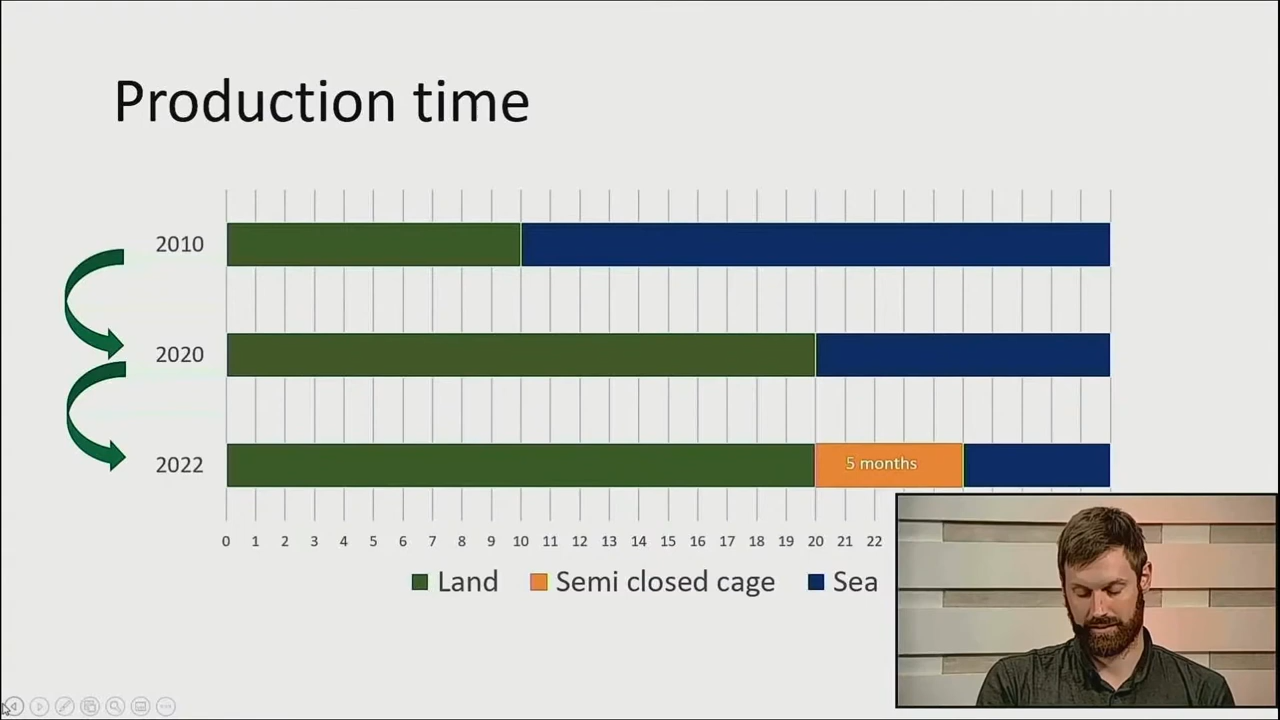 Production time
2010
2020
2022
5 months
0 1 2 3 4 5 6 7 8 9 10 11 12 13 14 15 16 17 18 19 20 21 22
Land Semi closed cage Sea